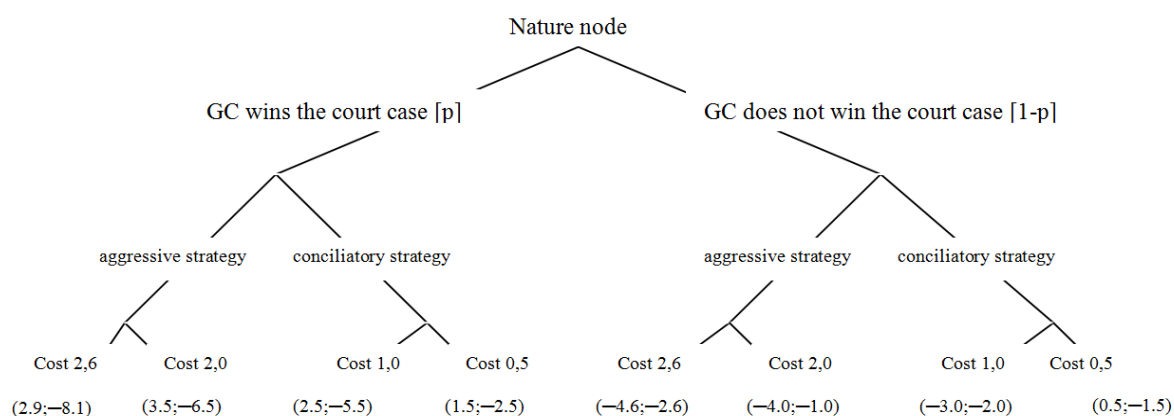 Nature node
GC wins the court case ⌈p⌉ GC does not win the court case ⌈1-p⌉
aggressive strategy conciliatory strategy aggressive strategy conciliatory strategy
Cost 2,6 Cost 2,0 Cost 1,0 Cost 0,5 Cost 2,6 Cost 2,0 Cost 1,0 Cost 0,5
(2.9;−8.1) (3.5;−6.5) (2.5;−5.5) (1.5;−2.5) (−4.6;−2.6) (−4.0;−1.0) (−3.0;−2.0) (0.5;−1.5)